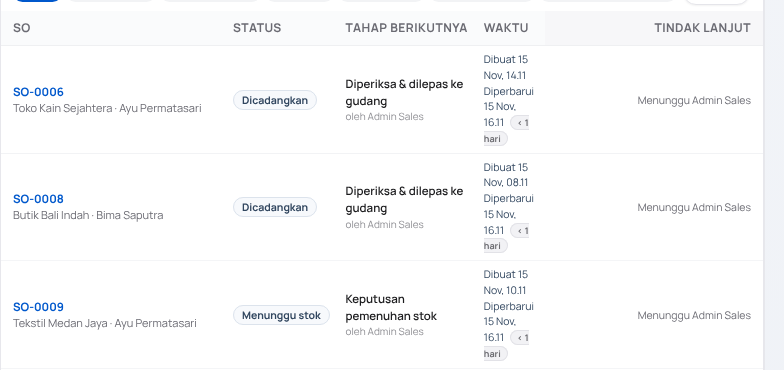 SO STATUS TAHAP BERIKUTNYA WAKTU TINDAK LANJUT
SO-0006
Toko Kain Sejahtera · Ayu Permatasari
Dicadangkan
Diperiksa & dilepas ke
gudang
oleh Admin Sales
Dibuat 15
Nov, 14.11
Diperbarui
15 Nov,
16.11 < 1
hari
Menunggu Admin Sales
SO-0008
Butik Bali Indah · Bima Saputra
Dicadangkan
Diperiksa & dilepas ke
gudang
oleh Admin Sales
Dibuat 15
Nov, 08.11
Diperbarui
15 Nov,
16.11 < 1
hari
Menunggu Admin Sales
SO-0009
Tekstil Medan Jaya · Ayu Permatasari
Menunggu stok
Keputusan
pemenuhan stok
oleh Admin Sales
Dibuat 15
Nov, 10.11
Diperbarui
15 Nov,
16.11 < 1
hari
Menunggu Admin Sales